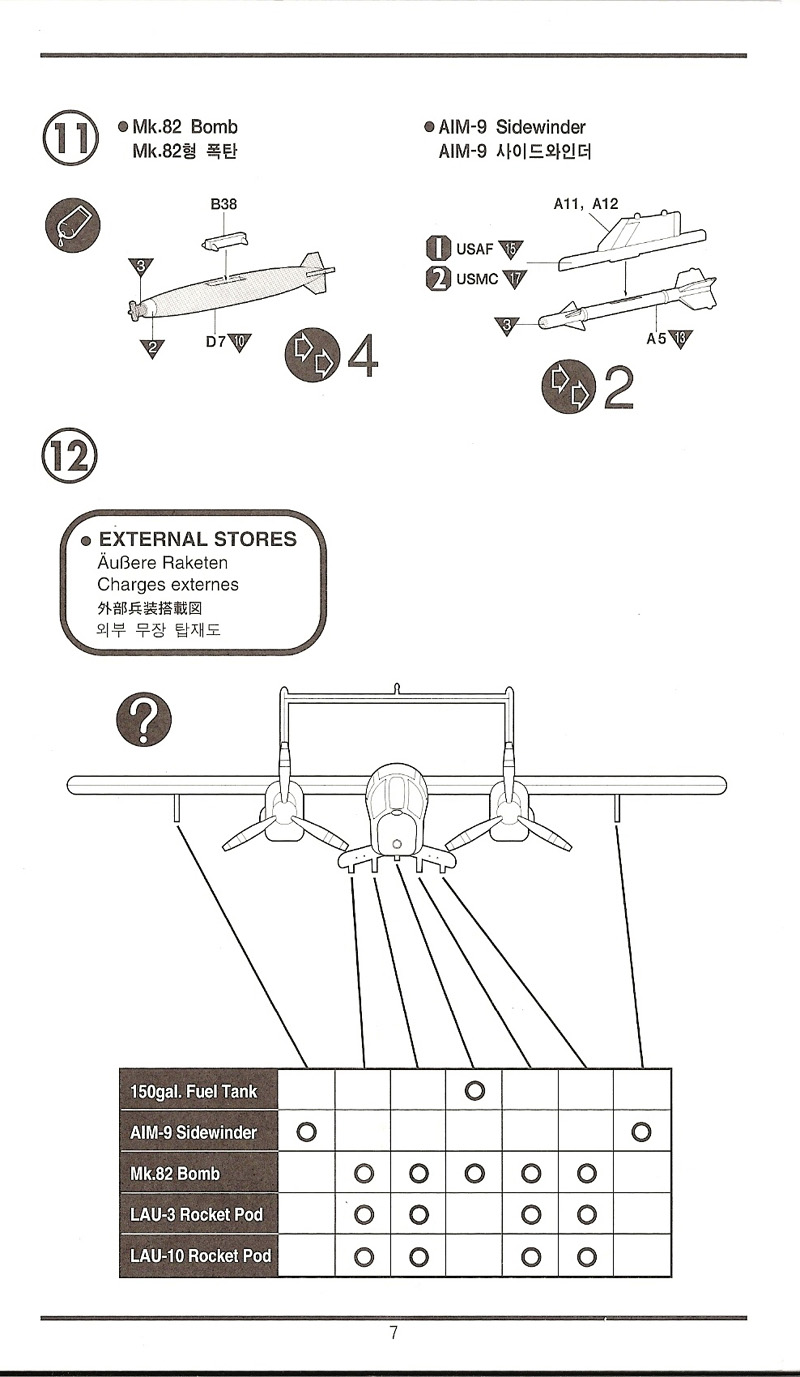 11
● Mk.82 Bomb
Mk.82형 폭탄
● AIM-9 Sidewinder
AIM-9 사이드와인더
B38
3
2
D7 10
4
A11, A12
1 USAF 15
2 USMC 17
3
A5 13
2
12
● EXTERNAL STORES
Äußere Raketen
Charges externes
外部兵装搭載図
외부 무장 탑재도
?
150gal. Fuel Tank
AIM-9 Sidewinder
Mk.82 Bomb
LAU-3 Rocket Pod
LAU-10 Rocket Pod
7